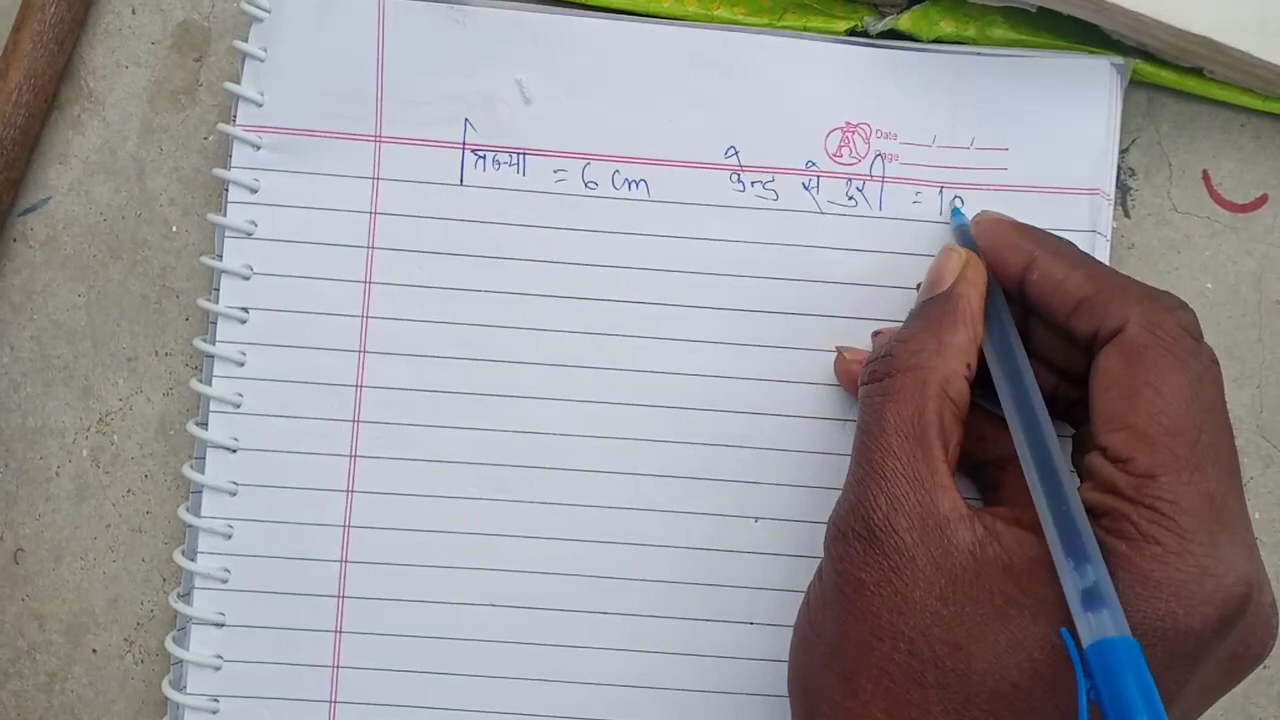 Date
Page
त्रिज्या = 6 cm केन्द्र से दुरी = 10